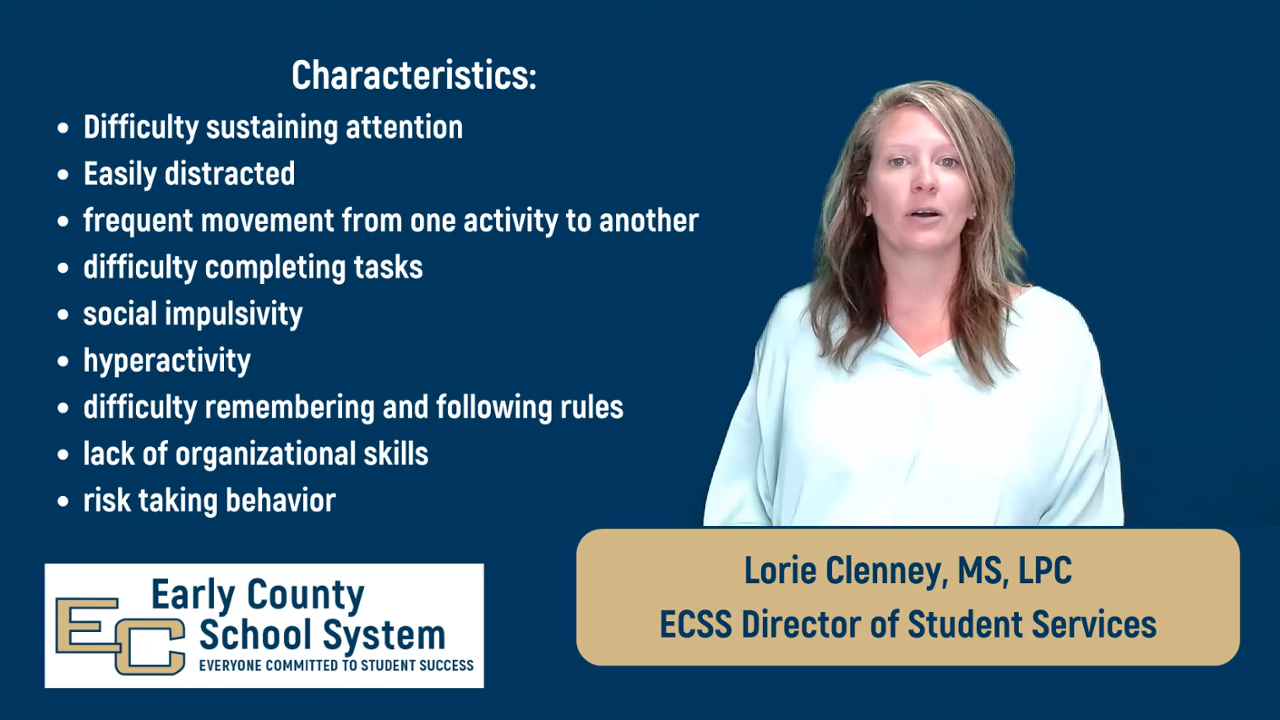 Characteristics:
Difficulty sustaining attention
Easily distracted
frequent movement from one activity to another
difficulty completing tasks
social impulsivity
hyperactivity
difficulty remembering and following rules
lack of organizational skills
risk taking behavior
Lorie Clenney, MS, LPC
ECSS Director of Student Services
EC
Early County
School System
EVERYONE COMMITTED TO STUDENT SUCCESS